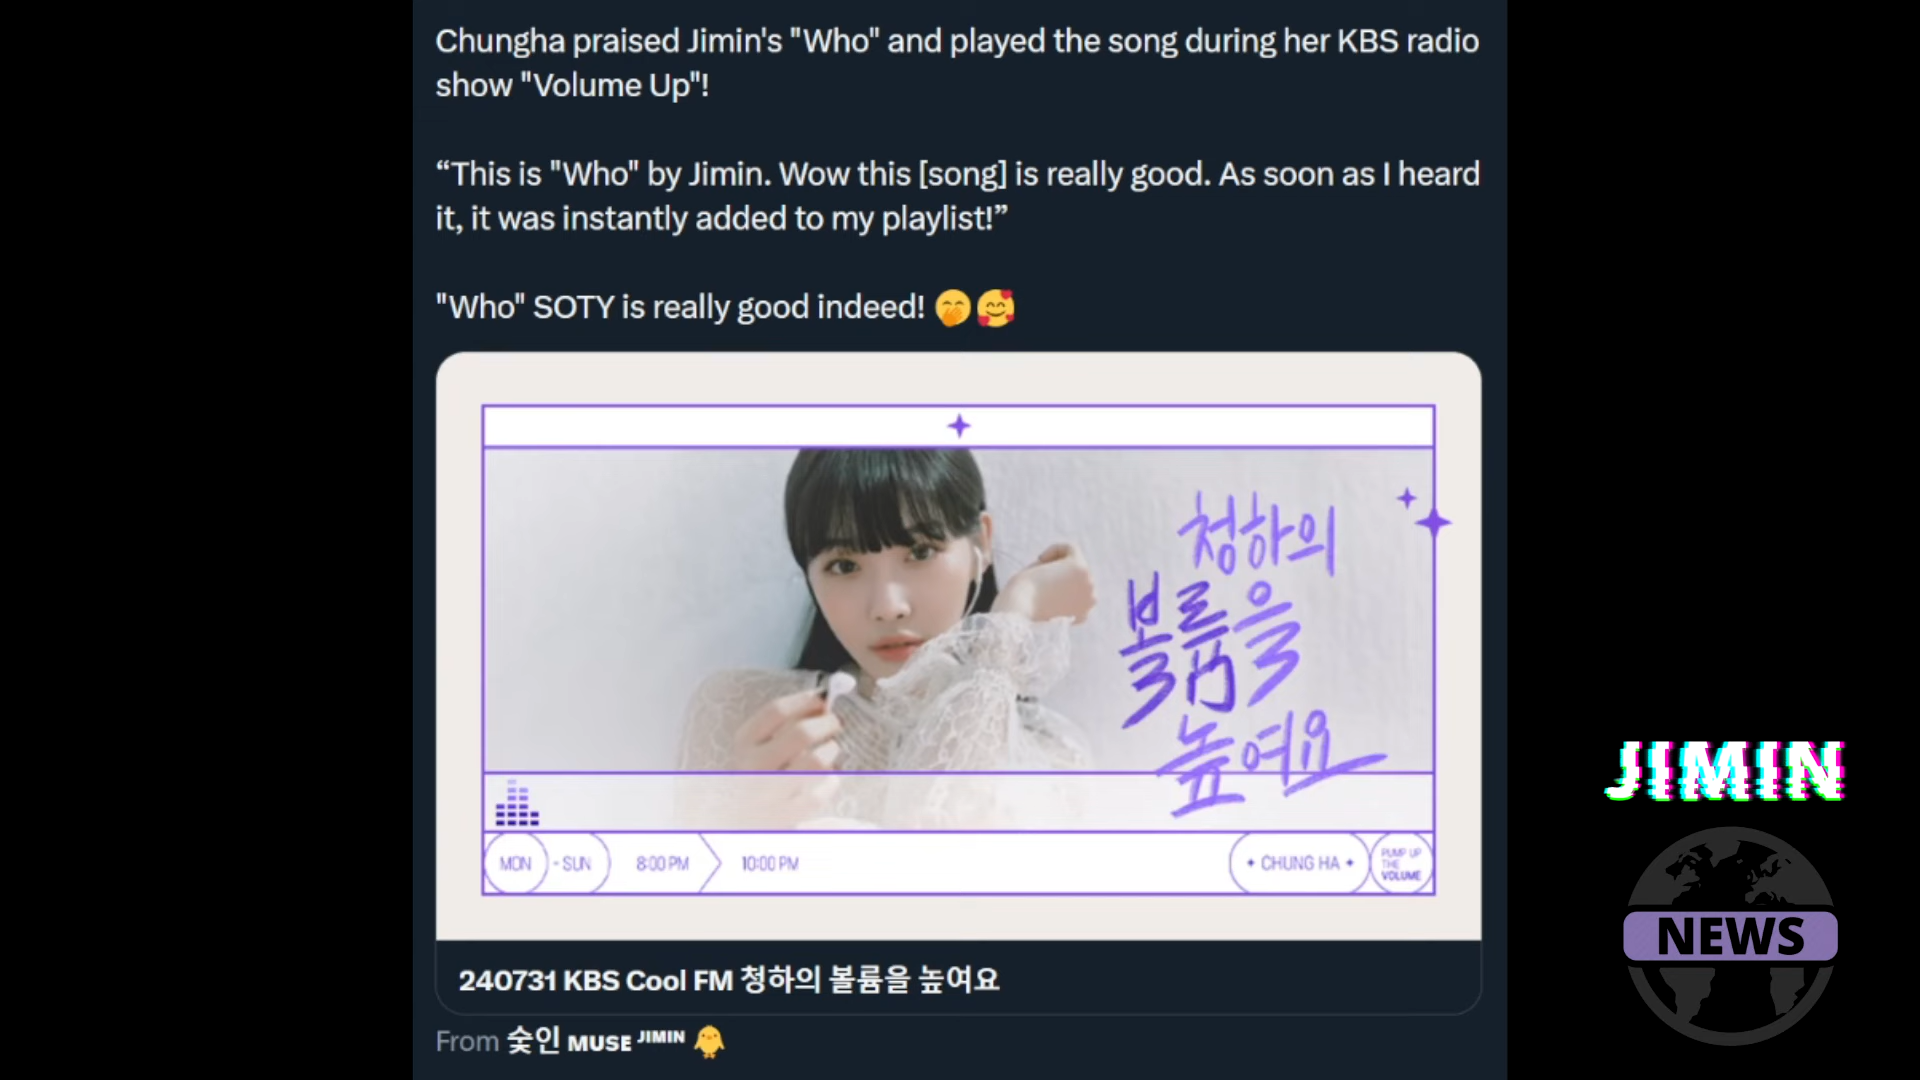 Chungha praised Jimin's "Who" and played the song during her KBS radio
show "Volume Up"!
“This is "Who" by Jimin. Wow this [song] is really good. As soon as I heard
it, it was instantly added to my playlist!”
"Who" SOTY is really good indeed! 🤭🥰
청하의
볼륨을
높여요
MON - SUN 8:00 PM 10:00 PM
✦ CHUNG HA ✦
PUMP UP
THE
VOLUME
240731 KBS Cool FM 청하의 볼륨을 높여요
From 숮인 MUSE JIMIN 🐥
JIMIN
NEWS